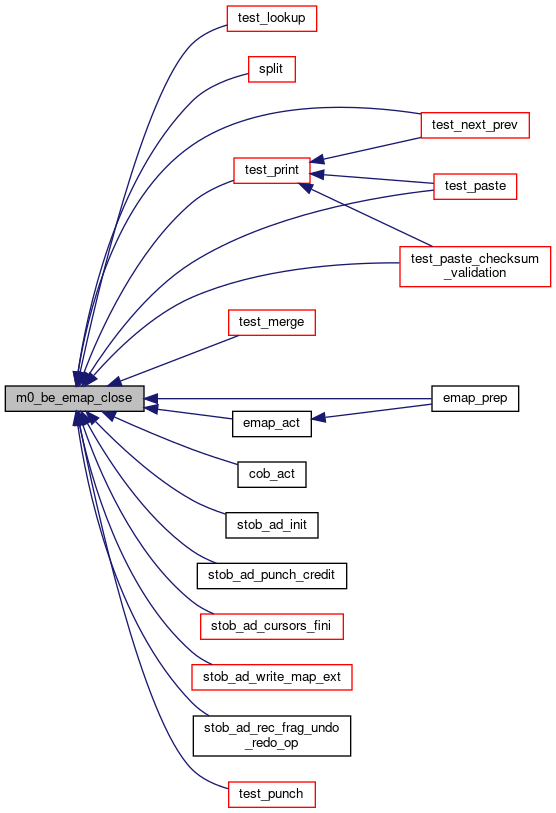 test_lookup
split
test_next_prev
test_print
test_paste
test_paste_checksum
_validation
test_merge
m0_be_emap_close
emap_prep
emap_act
cob_act
stob_ad_init
stob_ad_punch_credit
stob_ad_cursors_fini
stob_ad_write_map_ext
stob_ad_rec_frag_undo
_redo_op
test_punch